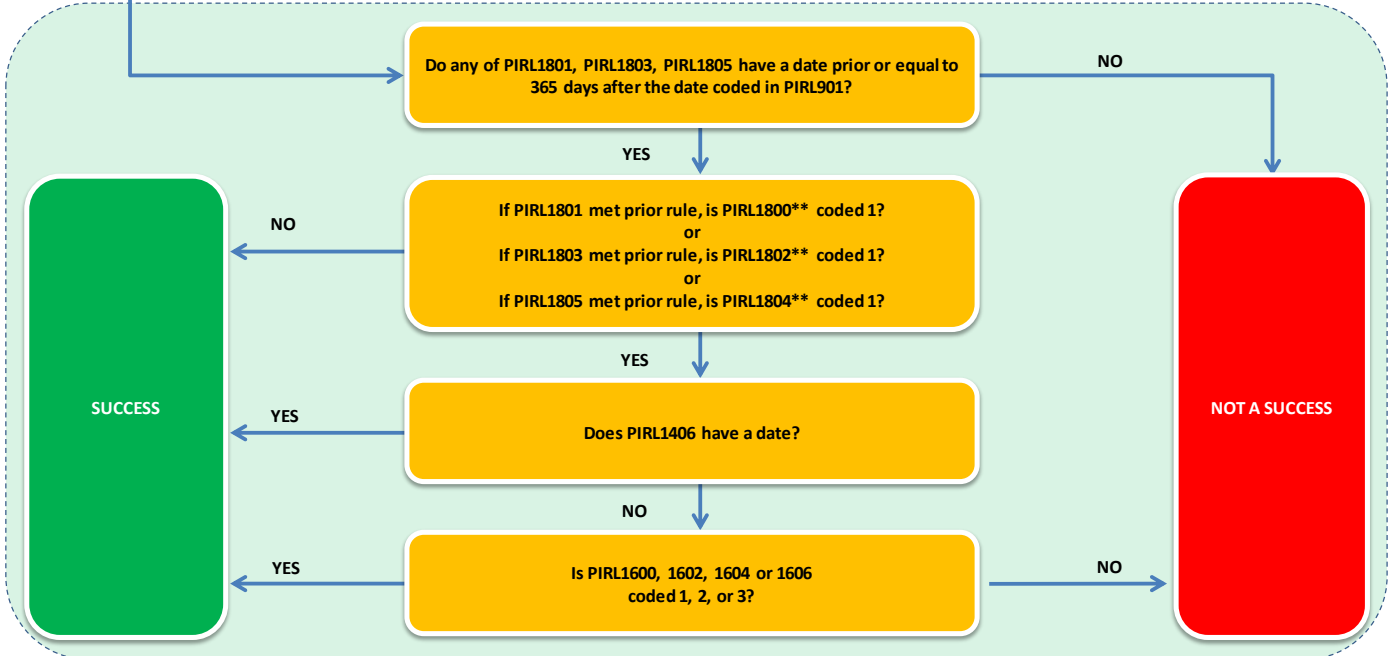 Do any of PIRL1801, PIRL1803, PIRL1805 have a date prior or equal to
365 days after the date coded in PIRL901?
NO
YES
If PIRL1801 met prior rule, is PIRL1800** coded 1?
or
If PIRL1803 met prior rule, is PIRL1802** coded 1?
or
If PIRL1805 met prior rule, is PIRL1804** coded 1?
NO
YES
SUCCESS
NOT A SUCCESS
YES
Does PIRL1406 have a date?
NO
YES
Is PIRL1600, 1602, 1604 or 1606
coded 1, 2, or 3?
NO